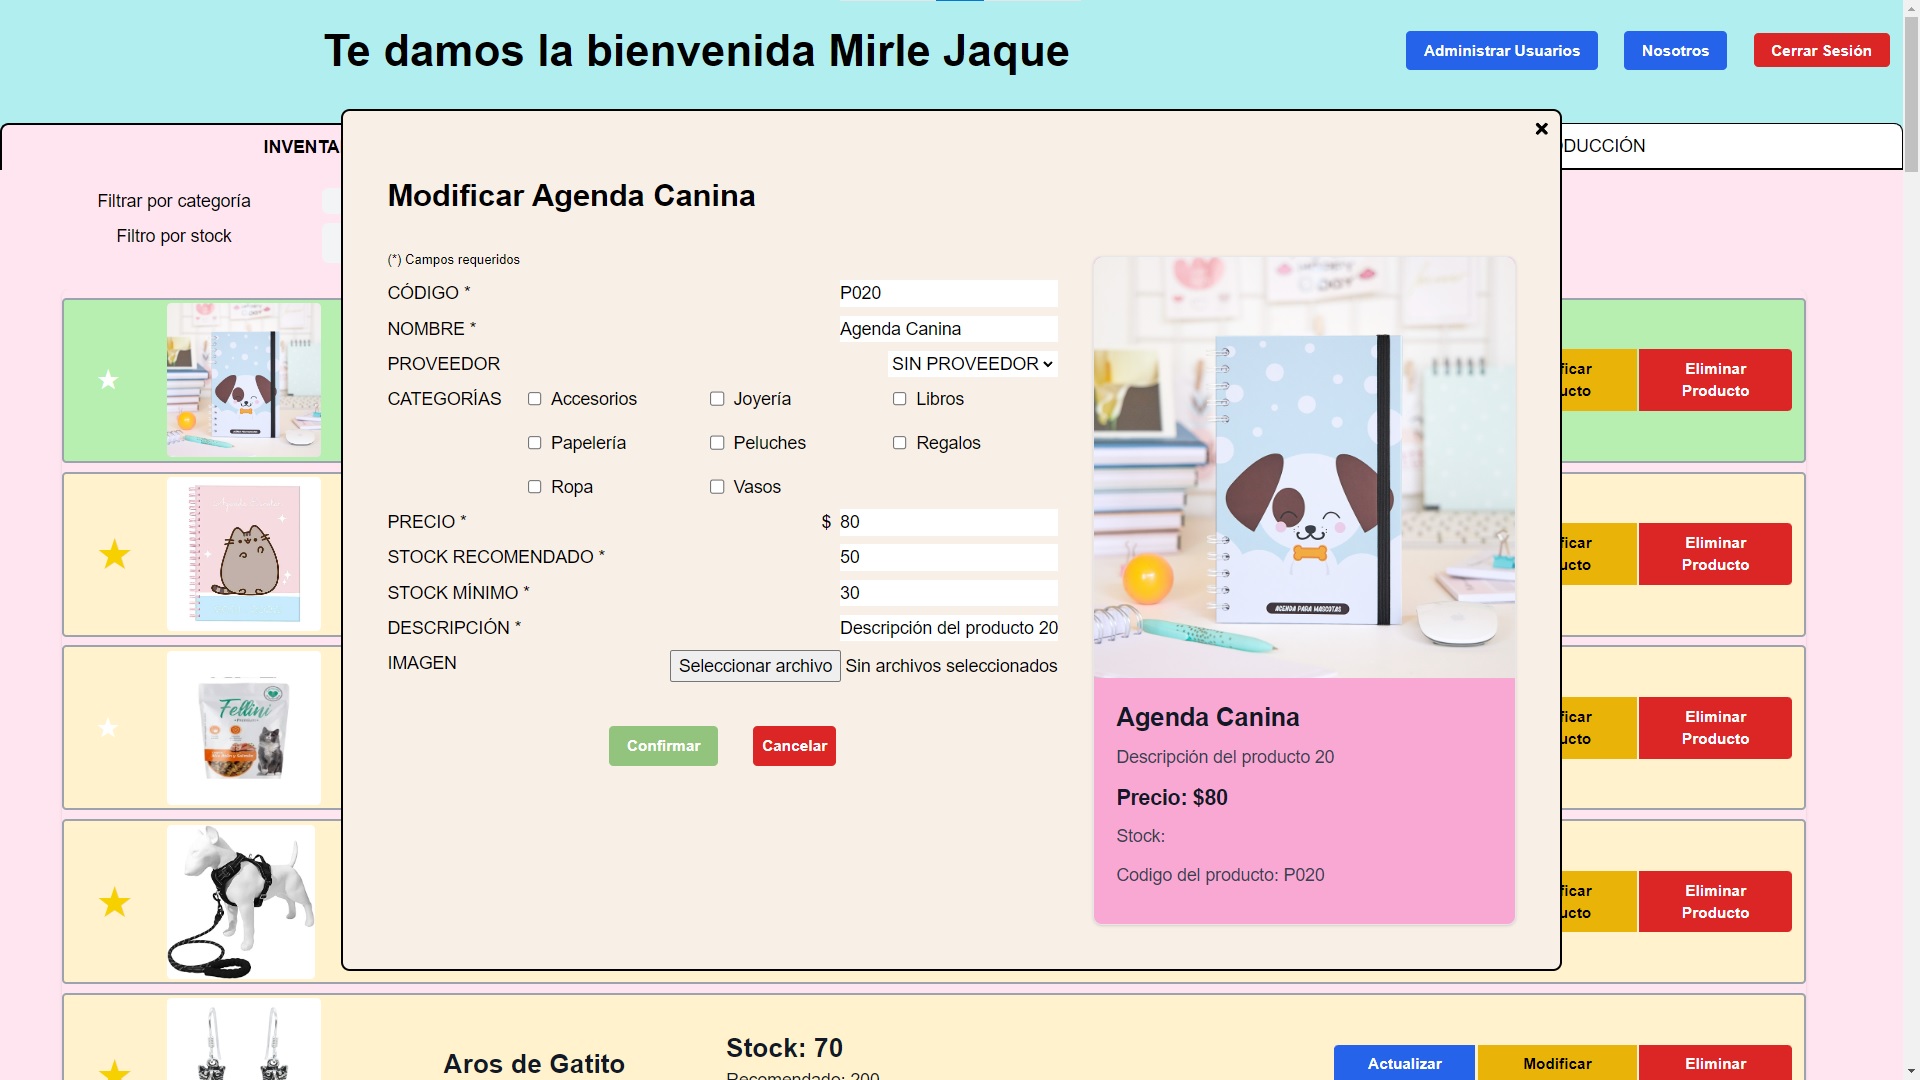 Te damos la bienvenida Mirle Jaque
Administrar Usuarios
Nosotros
Cerrar Sesión
INVENTA
DUCCIÓN
Filtrar por categoría
Filtro por stock
Modificar Agenda Canina
(*) Campos requeridos
CÓDIGO * P020
NOMBRE * Agenda Canina
PROVEEDOR SIN PROVEEDOR
CATEGORÍAS Accesorios Joyería Libros
Papelería Peluches Regalos
Ropa Vasos
PRECIO * $ 80
STOCK RECOMENDADO * 50
STOCK MÍNIMO * 30
DESCRIPCIÓN * Descripción del producto 20
IMAGEN Seleccionar archivo Sin archivos seleccionados
Confirmar Cancelar
AGENDA PARA MASCOTAS
Agenda Canina
Descripción del producto 20
Precio: $80
Stock:
Codigo del producto: P020
ficar
ucto
Eliminar
Producto
ficar
ucto
Eliminar
Producto
Fellini
ficar
ucto
Eliminar
Producto
ficar
ucto
Eliminar
Producto
Aros de Gatito
Stock: 70
Recomendado: 200
Actualizar
Modificar
Eliminar